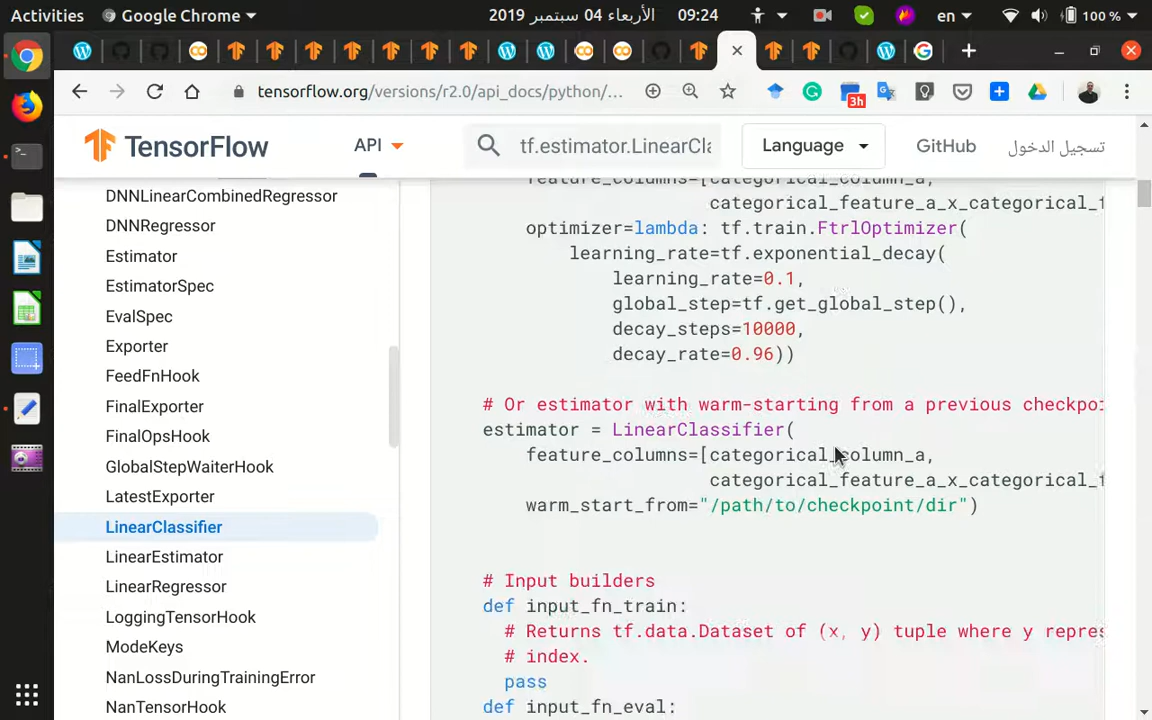 Activities
Google Chrome
الأربعاء 04 سبتمبر 2019
09:24
en
100 %
tensorflow.org/versions/r2.0/api_docs/python/...
3h
TensorFlow
API
tf.estimator.LinearCla
Language
GitHub
تسجيل الدخول
DNNLinearCombinedRegressor
DNNRegressor
Estimator
EstimatorSpec
EvalSpec
Exporter
FeedFnHook
FinalExporter
FinalOpsHook
GlobalStepWaiterHook
LatestExporter
LinearClassifier
LinearEstimator
LinearRegressor
LoggingTensorHook
ModeKeys
NanLossDuringTrainingError
NanTensorHook
feature_columns=[categorical_column_a,
categorical_feature_a_x_categorical_f
optimizer=lambda: tf.train.FtrlOptimizer(
learning_rate=tf.exponential_decay(
learning_rate=0.1,
global_step=tf.get_global_step(),
decay_steps=10000,
decay_rate=0.96))
# Or estimator with warm-starting from a previous checkpoi
estimator = LinearClassifier(
feature_columns=[categorical_column_a,
categorical_feature_a_x_categorical_f
warm_start_from="/path/to/checkpoint/dir")
# Input builders
def input_fn_train:
# Returns tf.data.Dataset of (x, y) tuple where y repres
# index.
pass
def input_fn_eval: